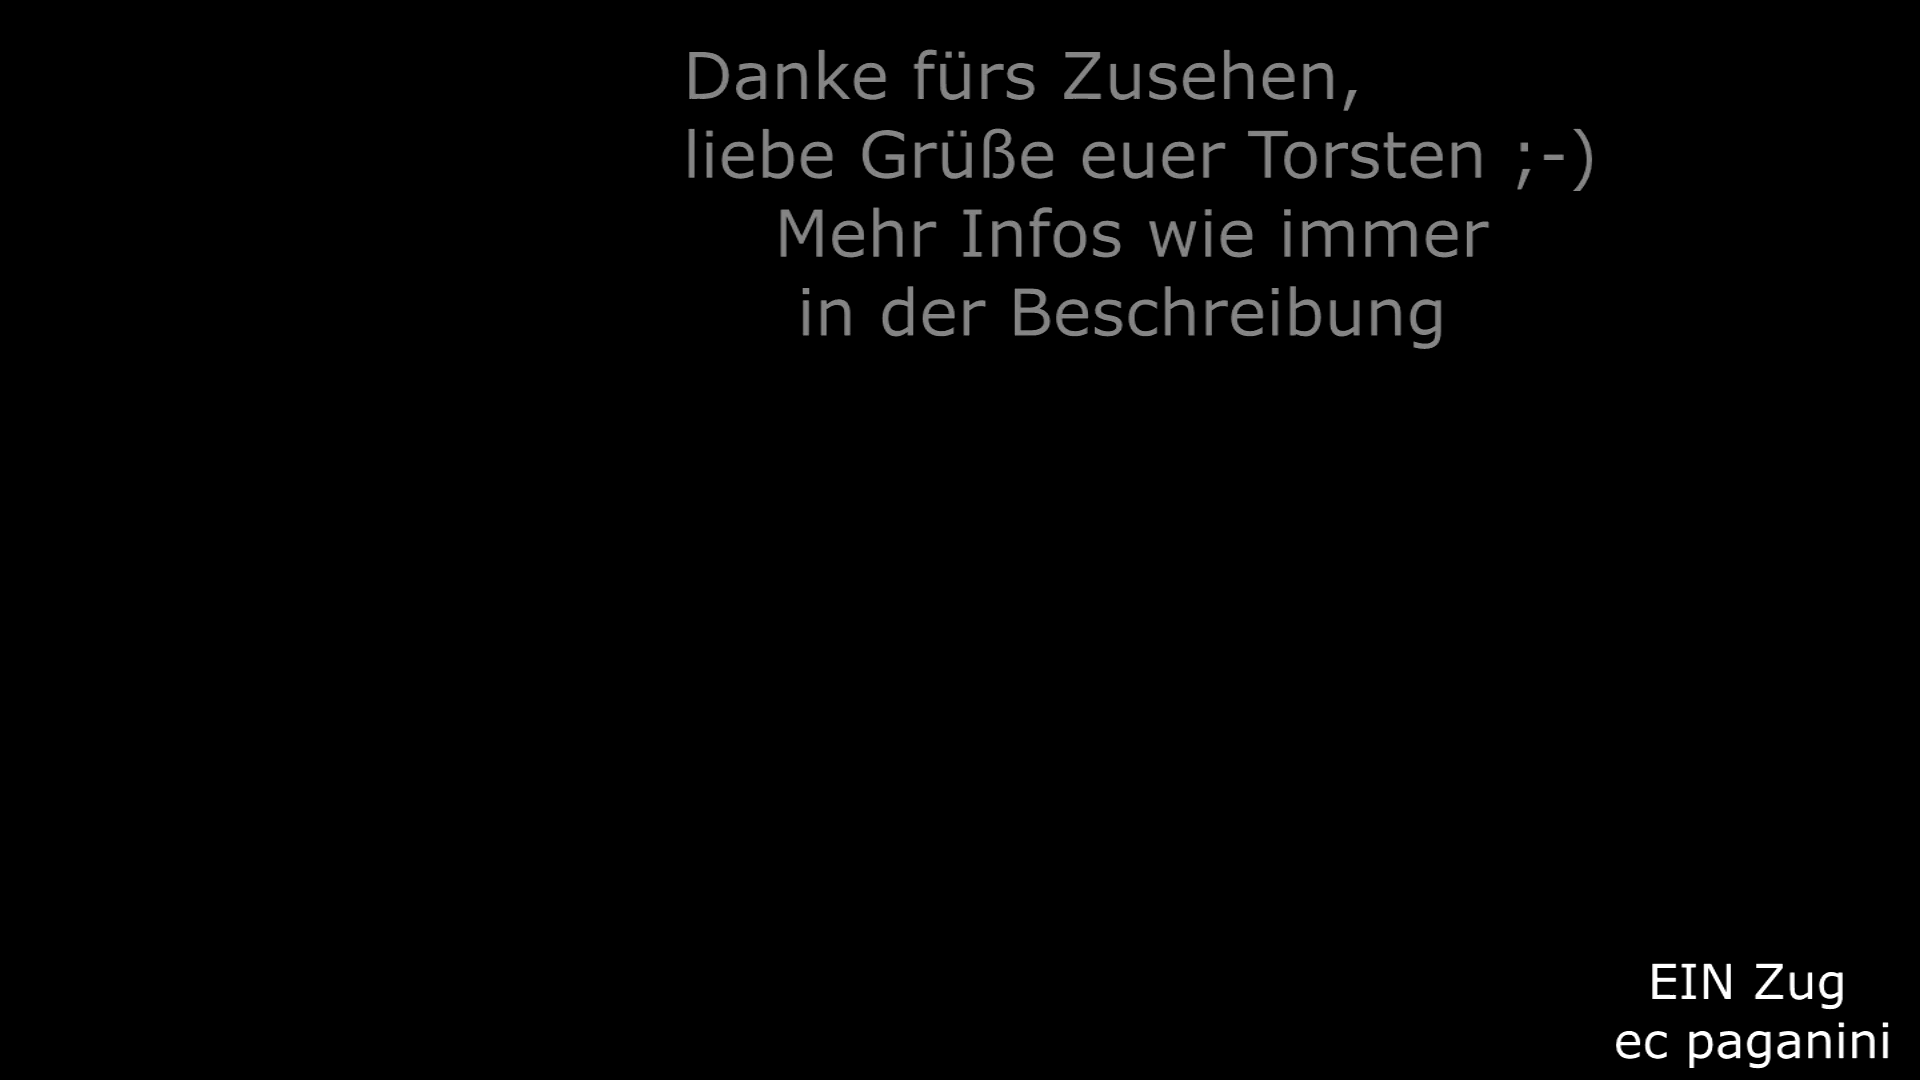 Danke fürs Zusehen,
liebe Grüße euer Torsten ;-)
Mehr Infos wie immer
in der Beschreibung
EIN Zug
ec paganini